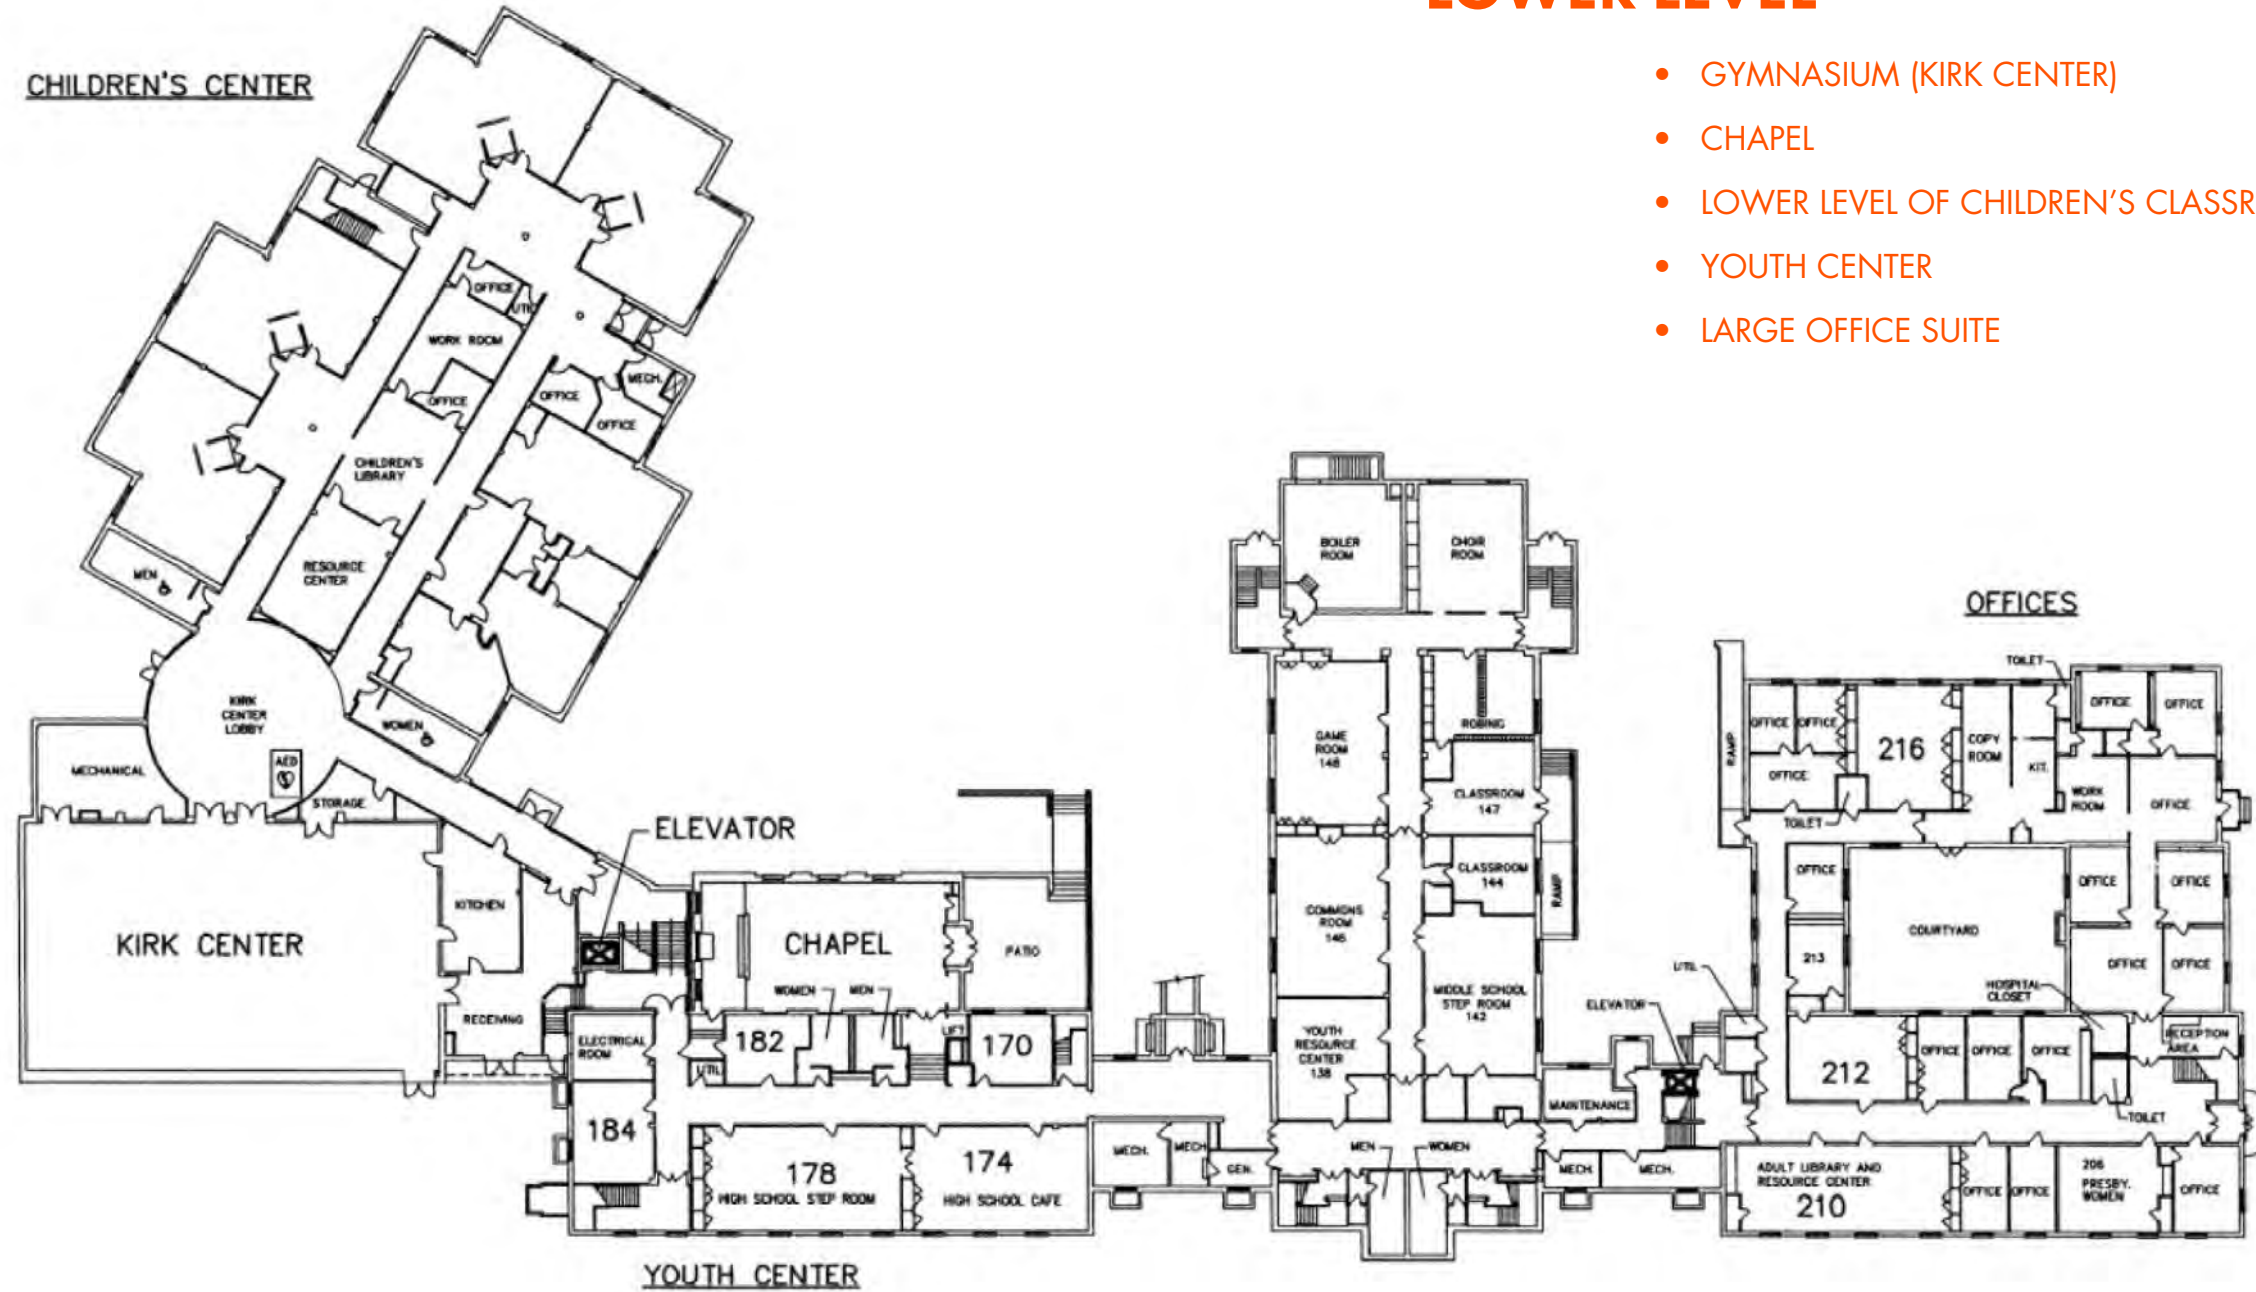 LOWER LEVEL
• GYMNASIUM (KIRK CENTER)
• CHAPEL
• LOWER LEVEL OF CHILDREN'S CLASSR
• YOUTH CENTER
• LARGE OFFICE SUITE
CHILDREN'S CENTER
OFFICE
UTIL
WORK ROOM
OFFICE
MECH.
OFFICE
OFFICE
CHILDREN'S
LIBRARY
RESOURCE
CENTER
MEN
KIRK
CENTER
LOBBY
WOMEN
AED
MECHANICAL
STORAGE
ELEVATOR
KITCHEN
KIRK CENTER
RECEIVING
CHAPEL
PATIO
WOMEN
MEN
ELECTRICAL
ROOM
182
UTIL
LIFT
170
184
178
HIGH SCHOOL STEP ROOM
174
HIGH SCHOOL CAFE
YOUTH CENTER
MECH.
MECH
GEN.
BOILER
ROOM
CHOIR
ROOM
GAME
ROOM
148
ROBING
CLASSROOM
147
CLASSROOM
144
RAMP
COMMONS
ROOM
146
MIDDLE SCHOOL
STEP ROOM
142
YOUTH
RESOURCE
CENTER
138
MEN
WOMEN
MAINTENANCE
ELEVATOR
UTIL
MECH.
MECH.
OFFICES
RAMP
TOILET
OFFICE
OFFICE
216
COPY
ROOM
KIT.
OFFICE
OFFICE
OFFICE
TOILET
WORK
ROOM
OFFICE
OFFICE
COURTYARD
OFFICE
OFFICE
213
OFFICE
OFFICE
HOSPITAL
CLOSET
212
OFFICE
OFFICE
OFFICE
RECEPTION
AREA
TOILET
ADULT LIBRARY AND
RESOURCE CENTER
210
OFFICE
OFFICE
206
PRESBY.
WOMEN
OFFICE